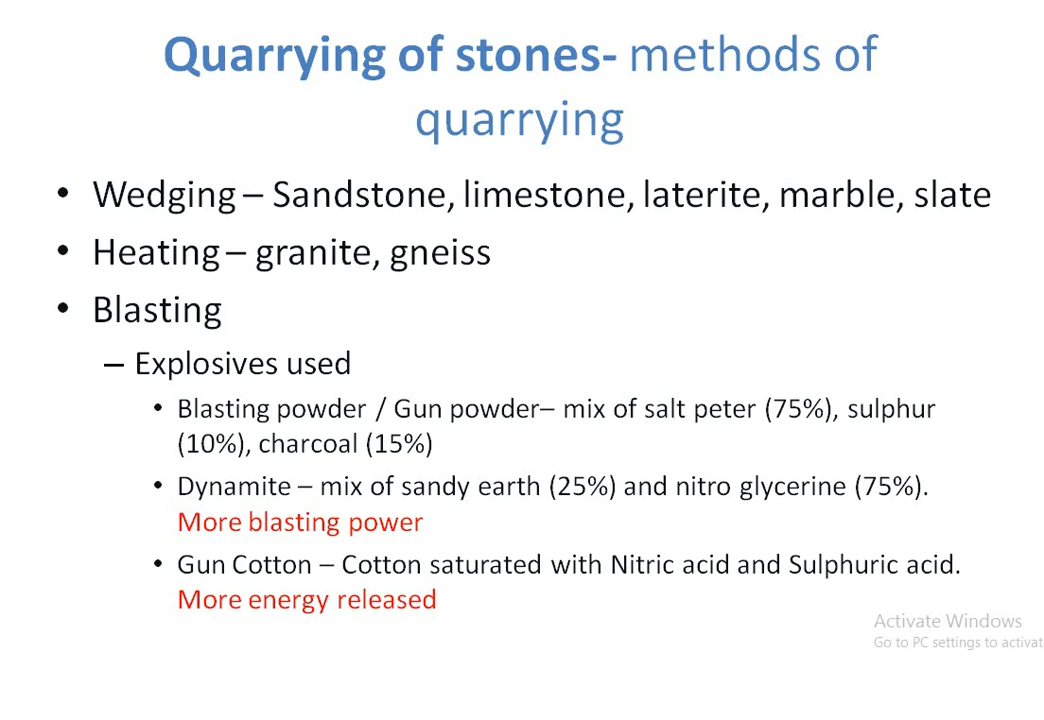 Quarrying of stones- methods of
quarrying
• Wedging – Sandstone, limestone, laterite, marble, slate
• Heating – granite, gneiss
• Blasting
– Explosives used
• Blasting powder / Gun powder– mix of salt peter (75%), sulphur
(10%), charcoal (15%)
• Dynamite – mix of sandy earth (25%) and nitro glycerine (75%).
More blasting power
• Gun Cotton – Cotton saturated with Nitric acid and Sulphuric acid.
More energy released
Activate Windows
Go to PC settings to activat